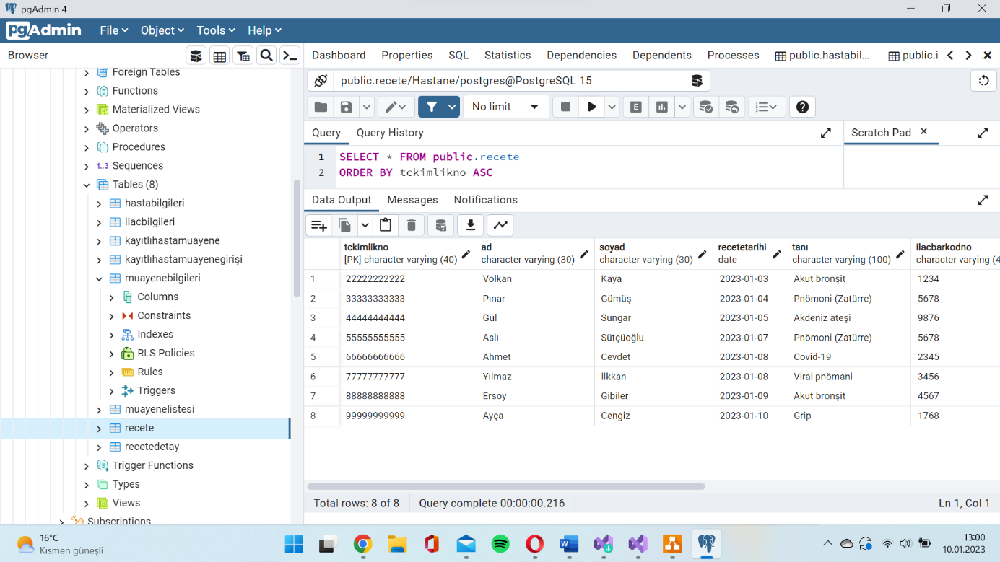 pgAdmin 4
pgAdmin File Object Tools Help
Browser
Dashboard Properties SQL Statistics Dependencies Dependents Processes public.hastabil... public.i
public.recete/Hastane/postgres@PostgreSQL 15
No limit
E
Query Query History
Scratch Pad
1 SELECT * FROM public.recete
2 ORDER BY tckimlikno ASC
Foreign Tables
Functions
Materialized Views
Operators
Procedures
1..3 Sequences
Tables (8)
hastabilgileri
ilacbilgileri
kayıtlıhastamuayene
kayıtlıhastamuayenegirişi
muayenebilgileri
Columns
Constraints
Indexes
RLS Policies
Rules
Triggers
muayenelistesi
recete
recetedetay
Trigger Functions
Types
Views
Subscriptions
Data Output Messages Notifications
tckimlikno ad soyad recetetarihi tanı ilacbarkodno
[PK] character varying (40) character varying (30) character varying (30) date character varying (100) character varying (4
1 22222222222 Volkan Kaya 2023-01-03 Akut bronşit 1234
2 33333333333 Pınar Gümüş 2023-01-04 Pnömoni (Zatürre) 5678
3 44444444444 Gül Sungar 2023-01-05 Akdeniz ateşi 9876
4 55555555555 Aslı Sütçüoğlu 2023-01-07 Pnömoni (Zatürre) 5678
5 66666666666 Ahmet Cevdet 2023-01-08 Covid-19 2345
6 77777777777 Yılmaz İlkkan 2023-01-08 Viral pnömani 3456
7 88888888888 Ersoy Gibiler 2023-01-09 Akut bronşit 4567
8 99999999999 Ayça Cengiz 2023-01-10 Grip 1768
Total rows: 8 of 8 Query complete 00:00:00.216 Ln 1, Col 1
16°C
Kısmen güneşli
13:00
10.01.2023